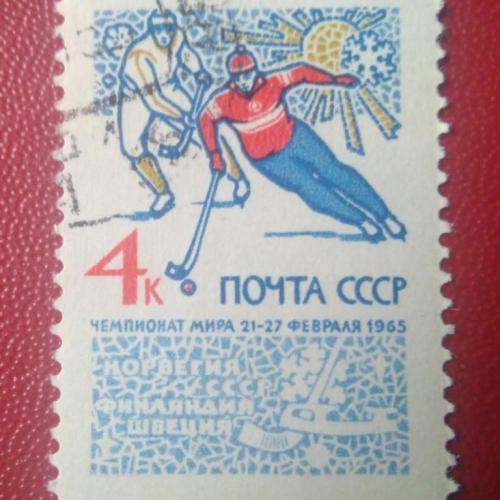 4к
ПОЧТА СССР
ЧЕМПИОНАТ МИРА 21-27 ФЕВРАЛЯ 1965
НОРВЕГИЯ
СССР
ФИНЛЯНДИЯ
ШВЕЦИЯ